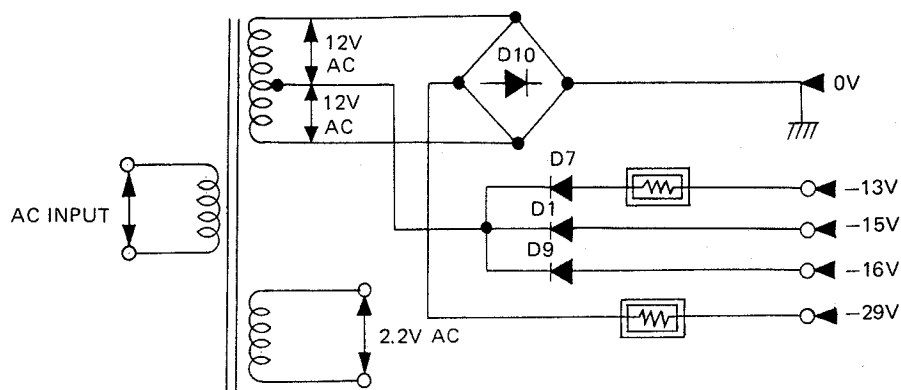 12V
AC
12V
AC
D10
0V
AC INPUT
D7
−13V
D1
−15V
D9
−16V
−29V
2.2V AC